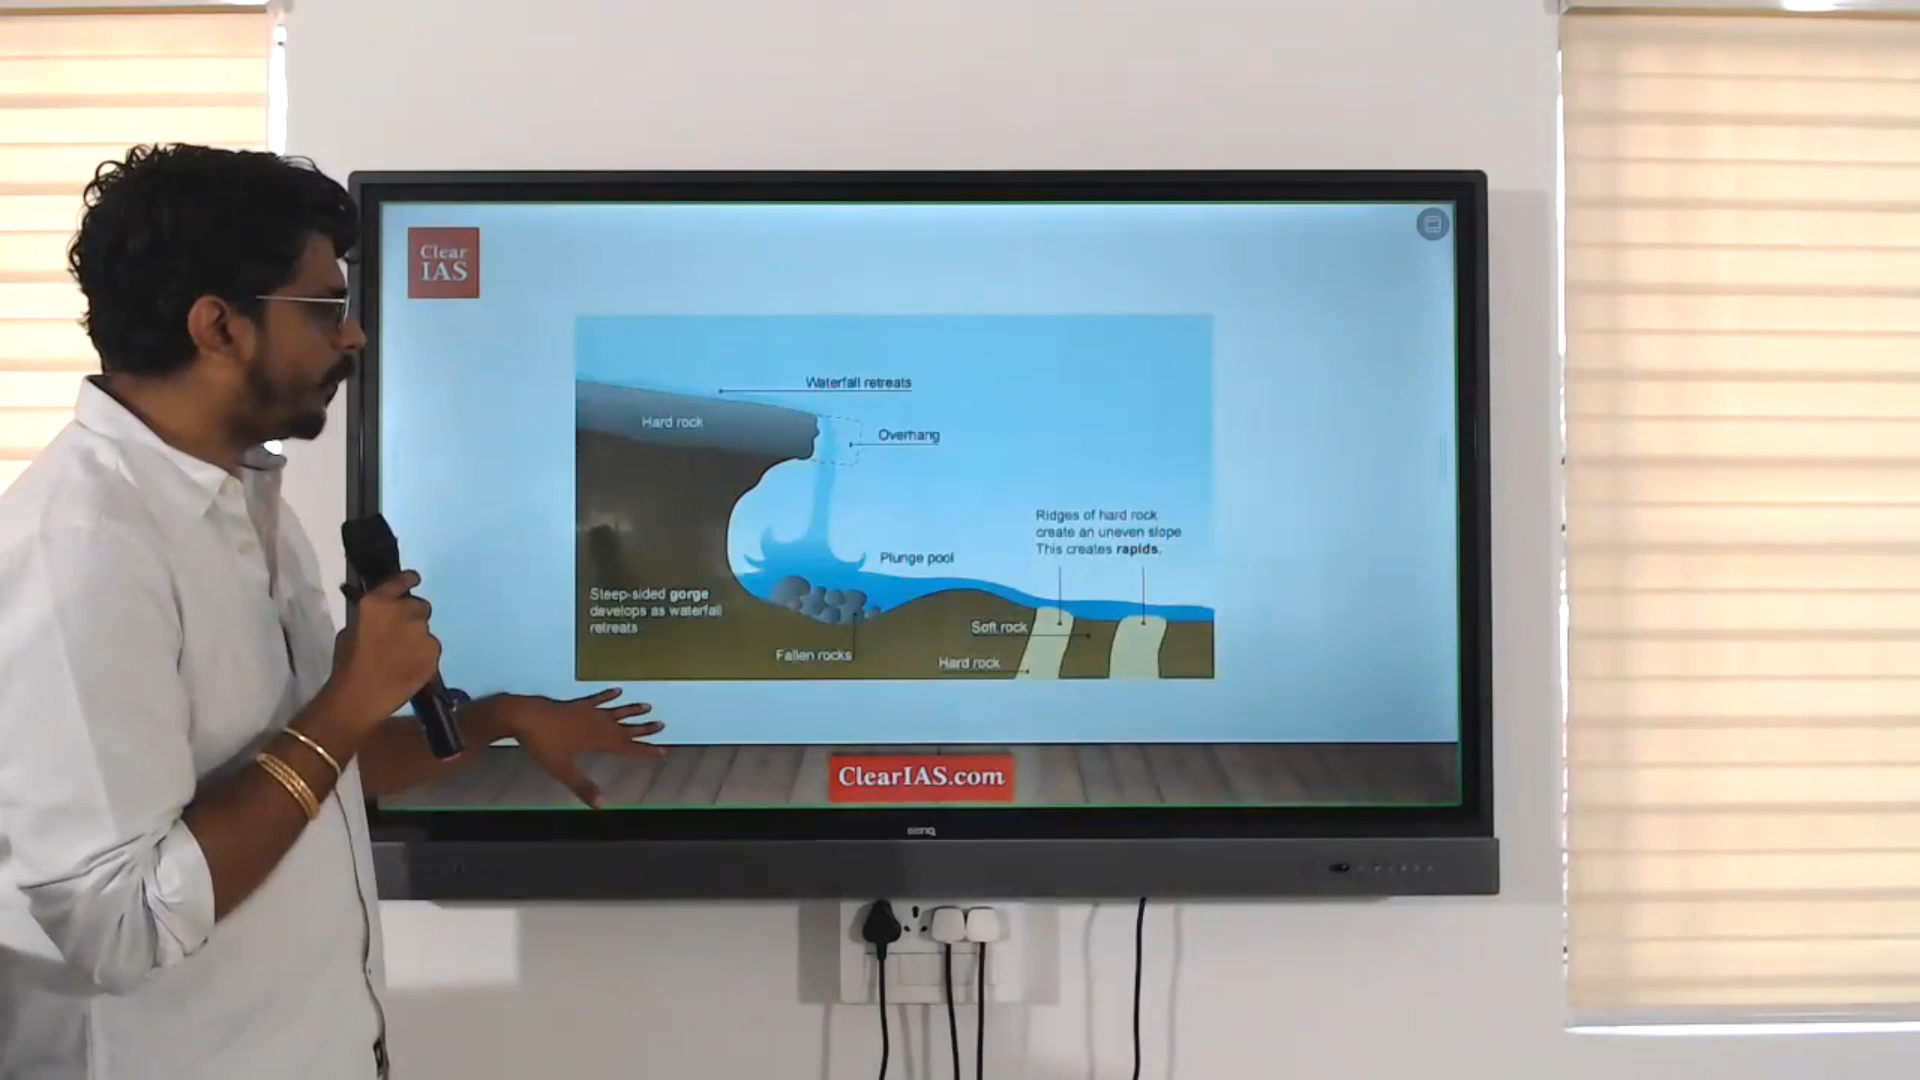 Clear
IAS
Waterfall retreats
Hard rock
Overhang
Ridges of hard rock
create an uneven slope
This creates rapids.
Plunge pool
Steep-sided gorge
develops as waterfall
retreats
Soft rock
Fallen rocks
Hard rock
ClearIAS.com
BenQ